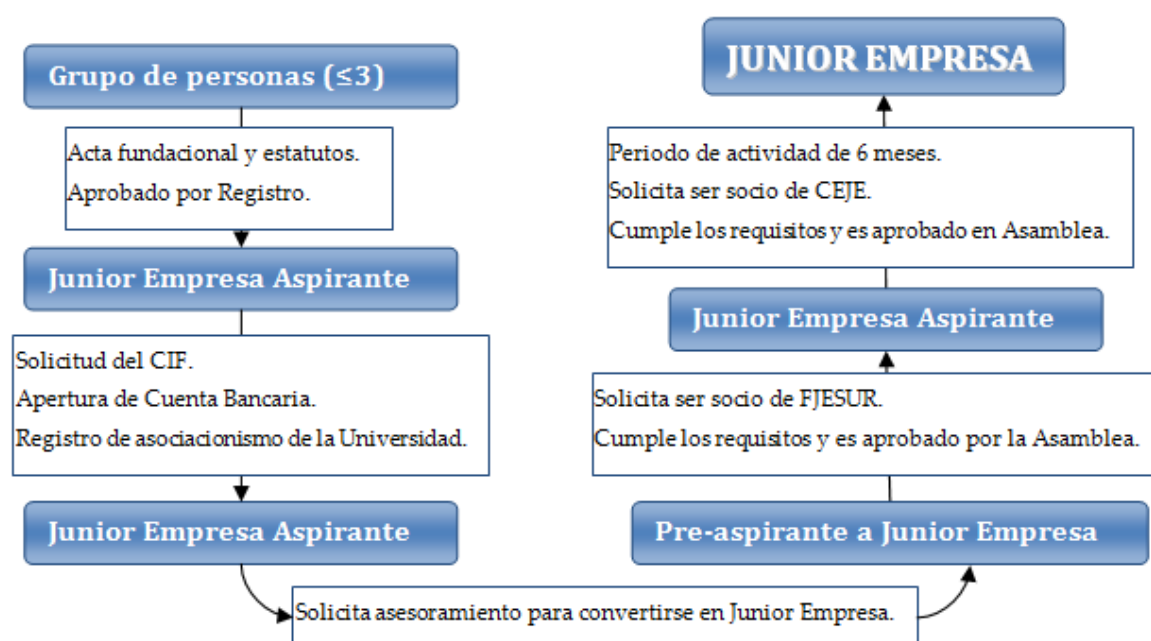 Grupo de personas (≤3)
Acta fundacional y estatutos.
Aprobado por Registro.
Junior Empresa Aspirante
Solicitud del CIF.
Apertura de Cuenta Bancaria.
Registro de asociacionismo de la Universidad.
Junior Empresa Aspirante
Solicita asesoramiento para convertirse en Junior Empresa.
Pre-aspirante a Junior Empresa
Solicita ser socio de FJESUR.
Cumple los requisitos y es aprobado por la Asamblea.
Junior Empresa Aspirante
Periodo de actividad de 6 meses.
Solicita ser socio de CEJE.
Cumple los requisitos y es aprobado en Asamblea.
JUNIOR EMPRESA